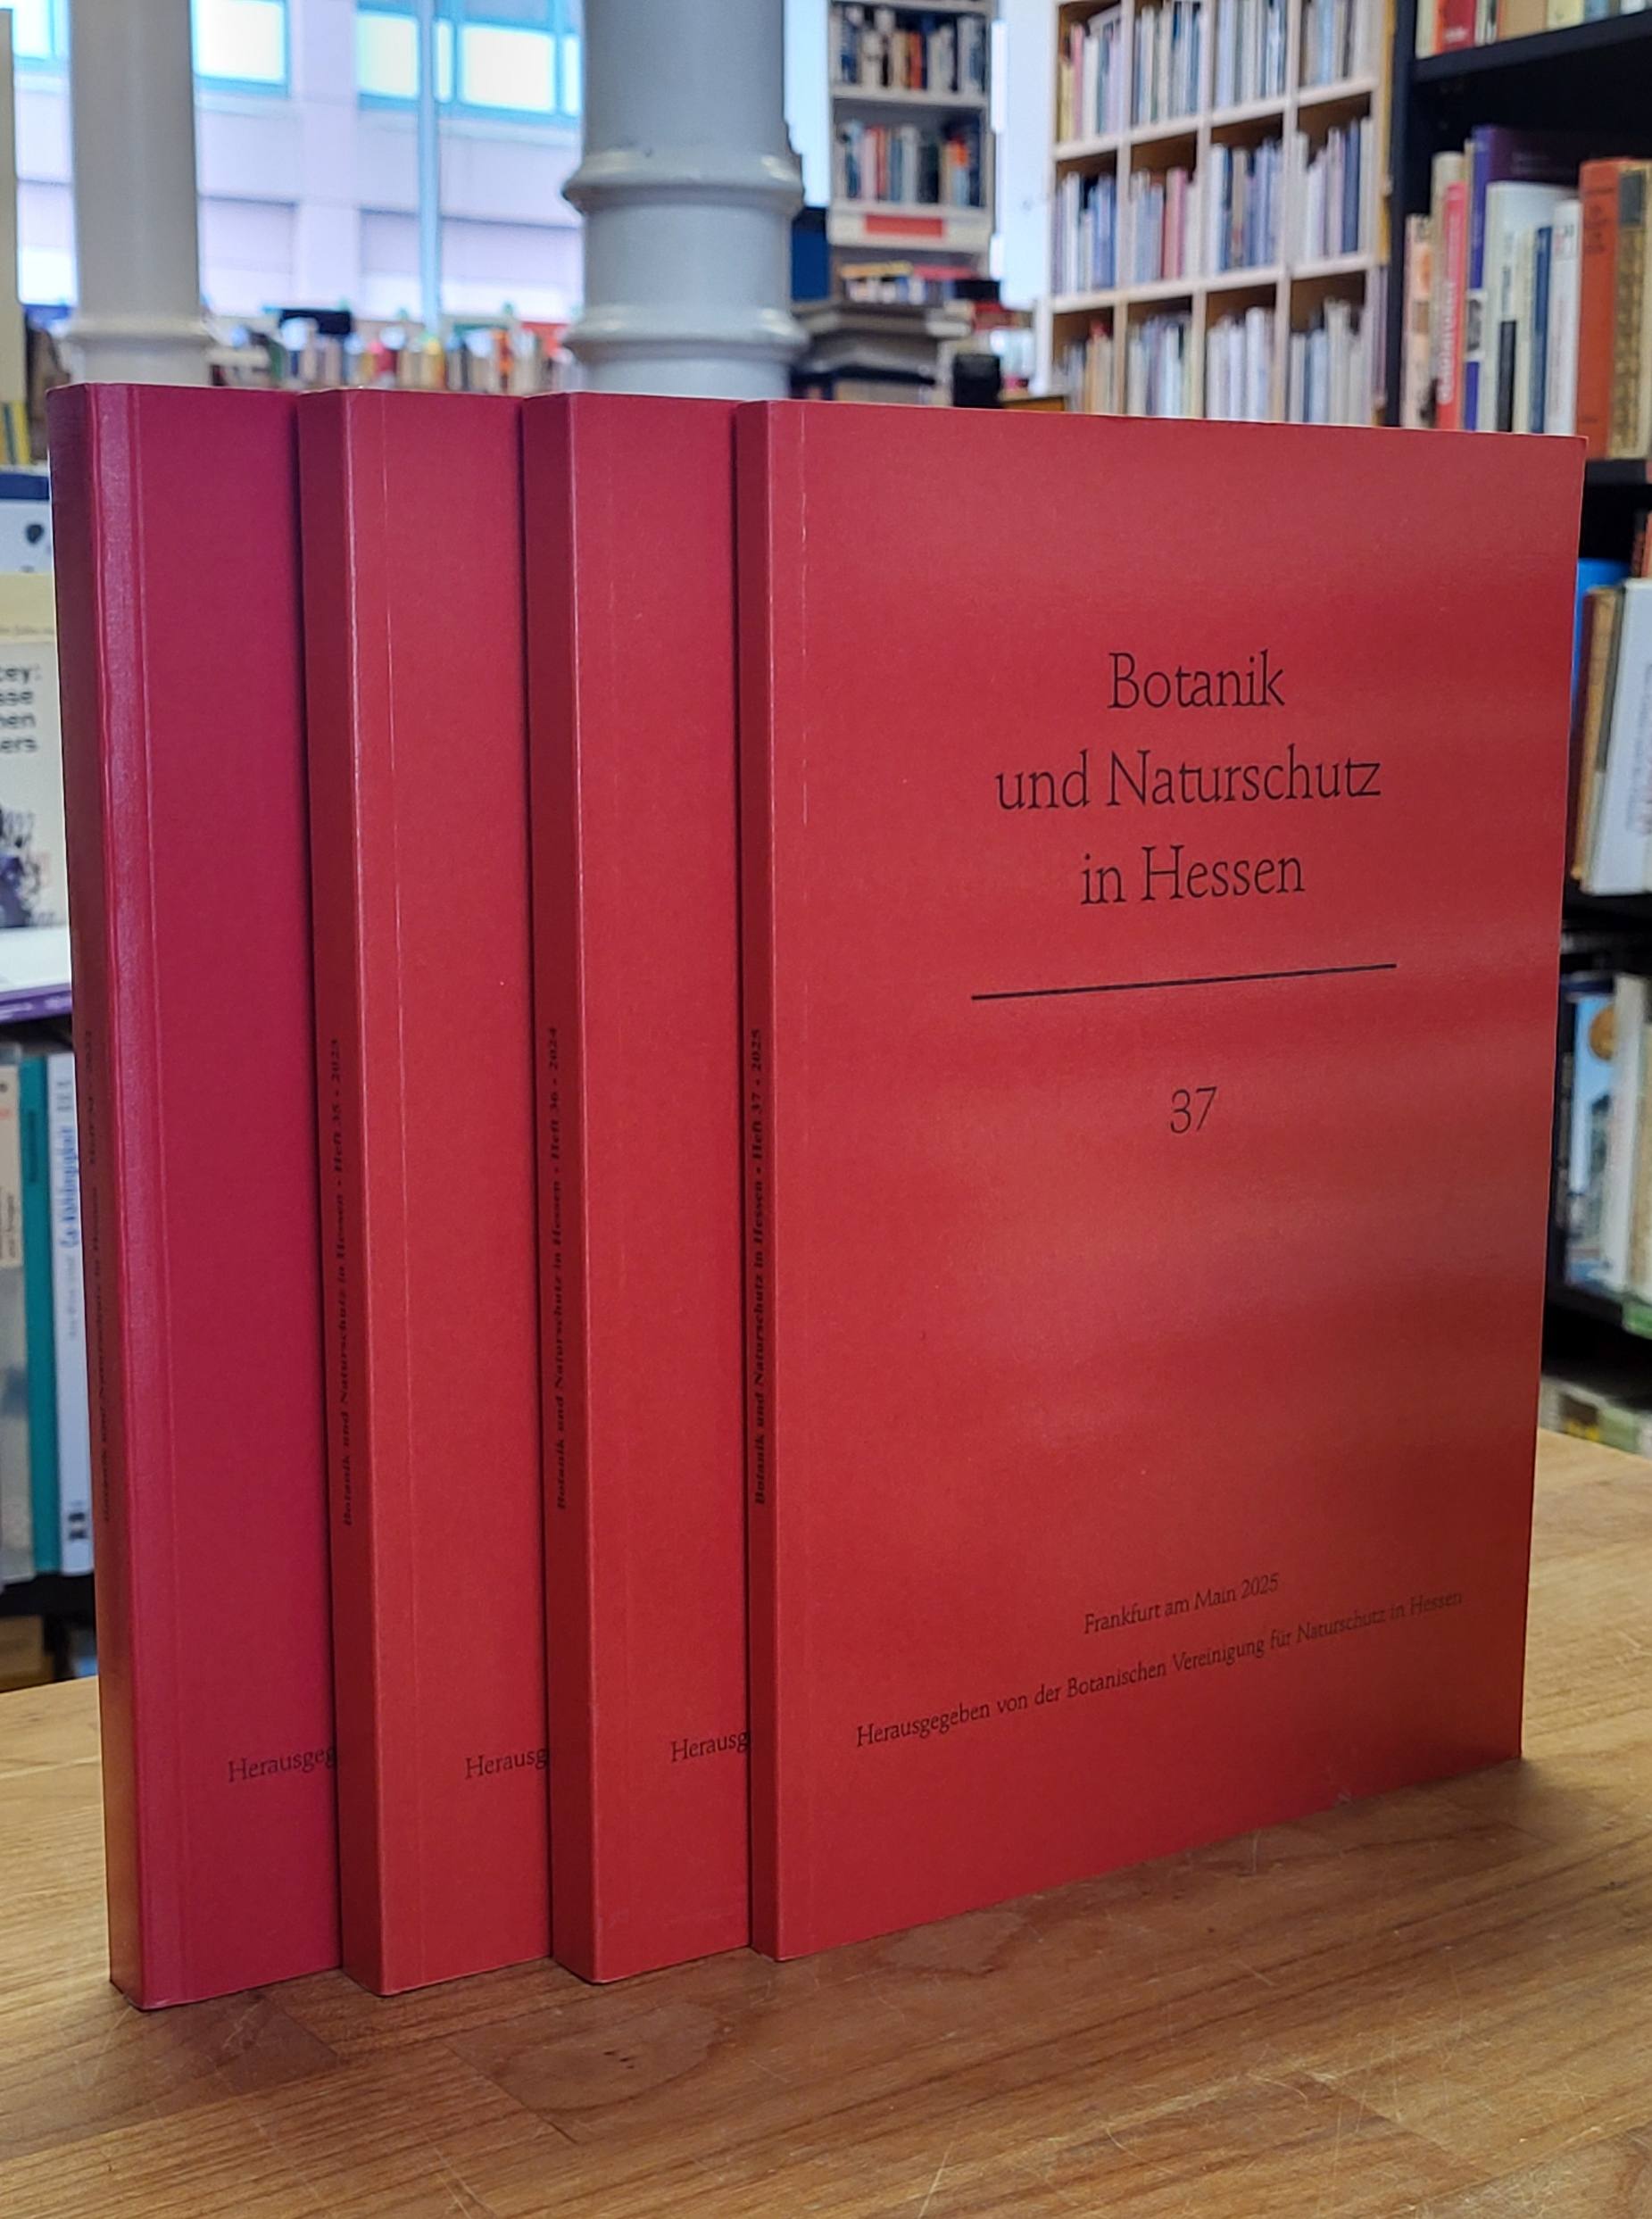 Botanik
und Naturschutz
in Hessen
37
Frankfurt am Main 2025
Herausgegeben von der Botanischen Vereinigung für Naturschutz in Hessen
Botanik und Naturschutz in Hessen • Heft 37 • 2025
Herausg
Botanik und Naturschutz in Hessen • Heft 36 • 2024
Herausg
Botanik und Naturschutz in Hessen • Heft 35 • 2023
Herausgeg